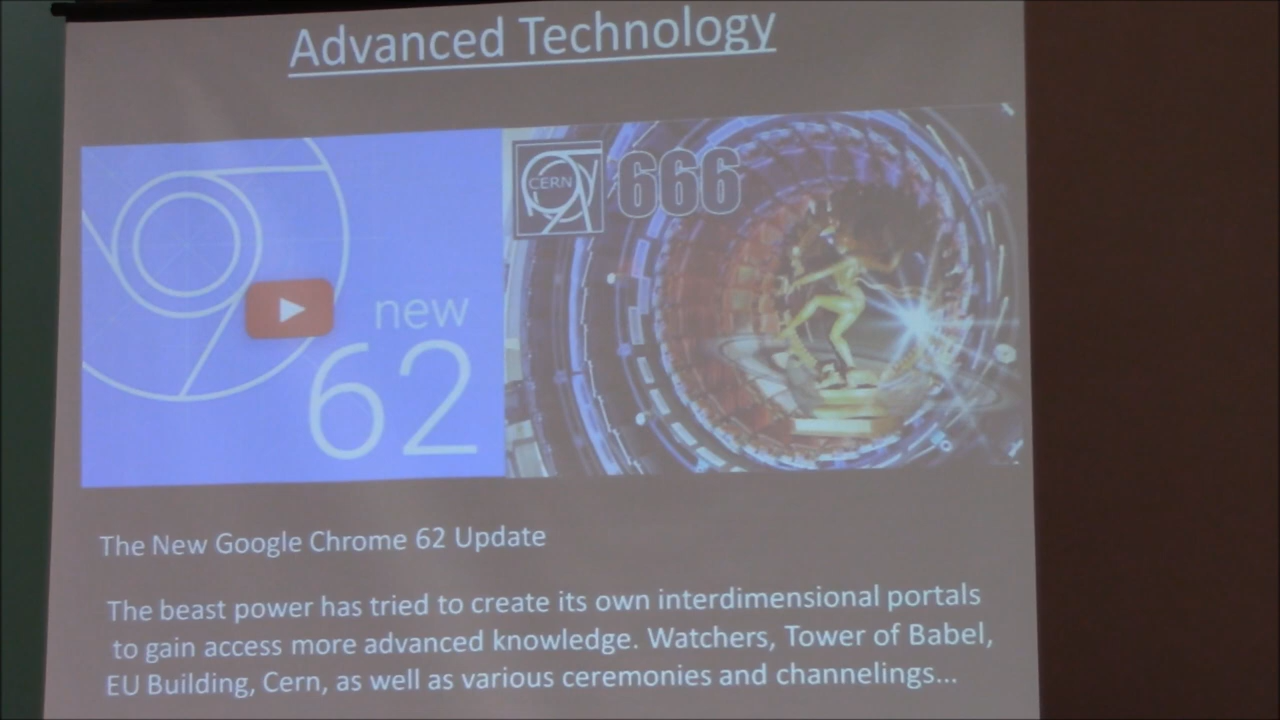 Advanced Technology
CERN
666
new
62
The New Google Chrome 62 Update
The beast power has tried to create its own interdimensional portals
to gain access more advanced knowledge. Watchers, Tower of Babel,
EU Building, Cern, as well as various ceremonies and channelings...